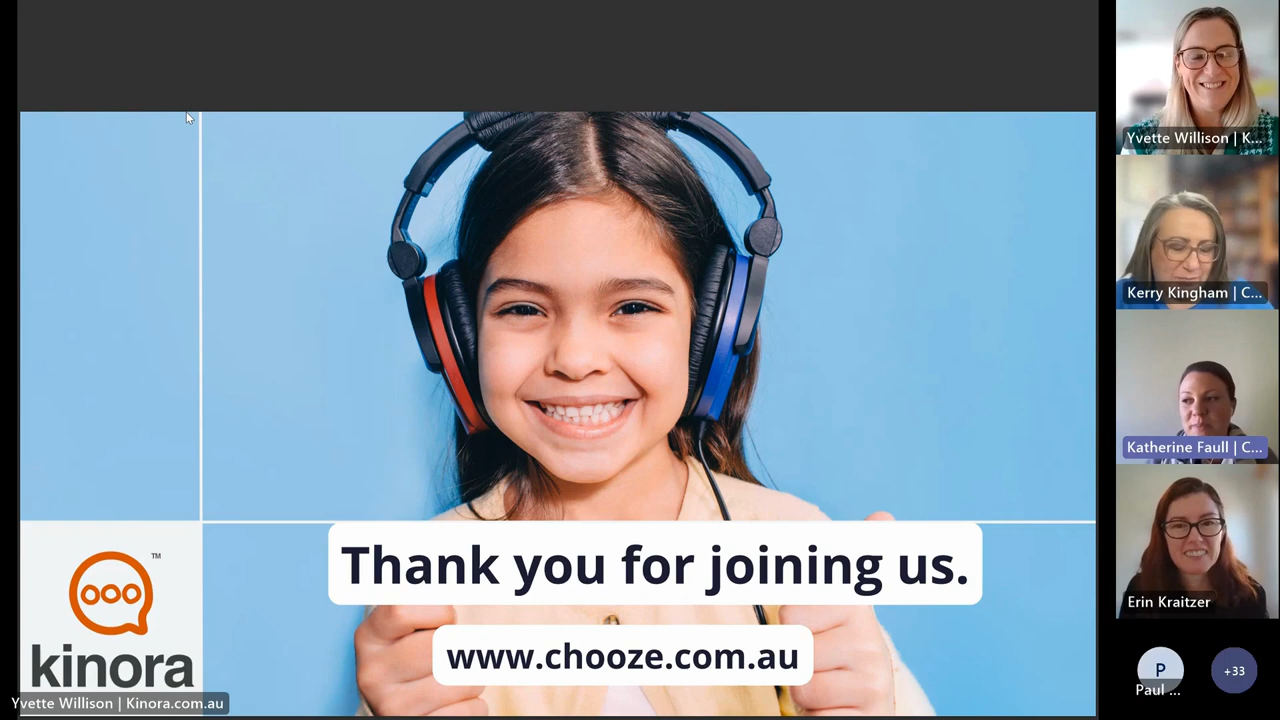 Thank you for joining us.
www.chooze.com.au
™
kinora
Yvette Willison | Kinora.com.au
Yvette Willison | K...
Kerry Kingham | C...
Katherine Faull | C...
Erin Kraitzer
P
Paul ...
+33